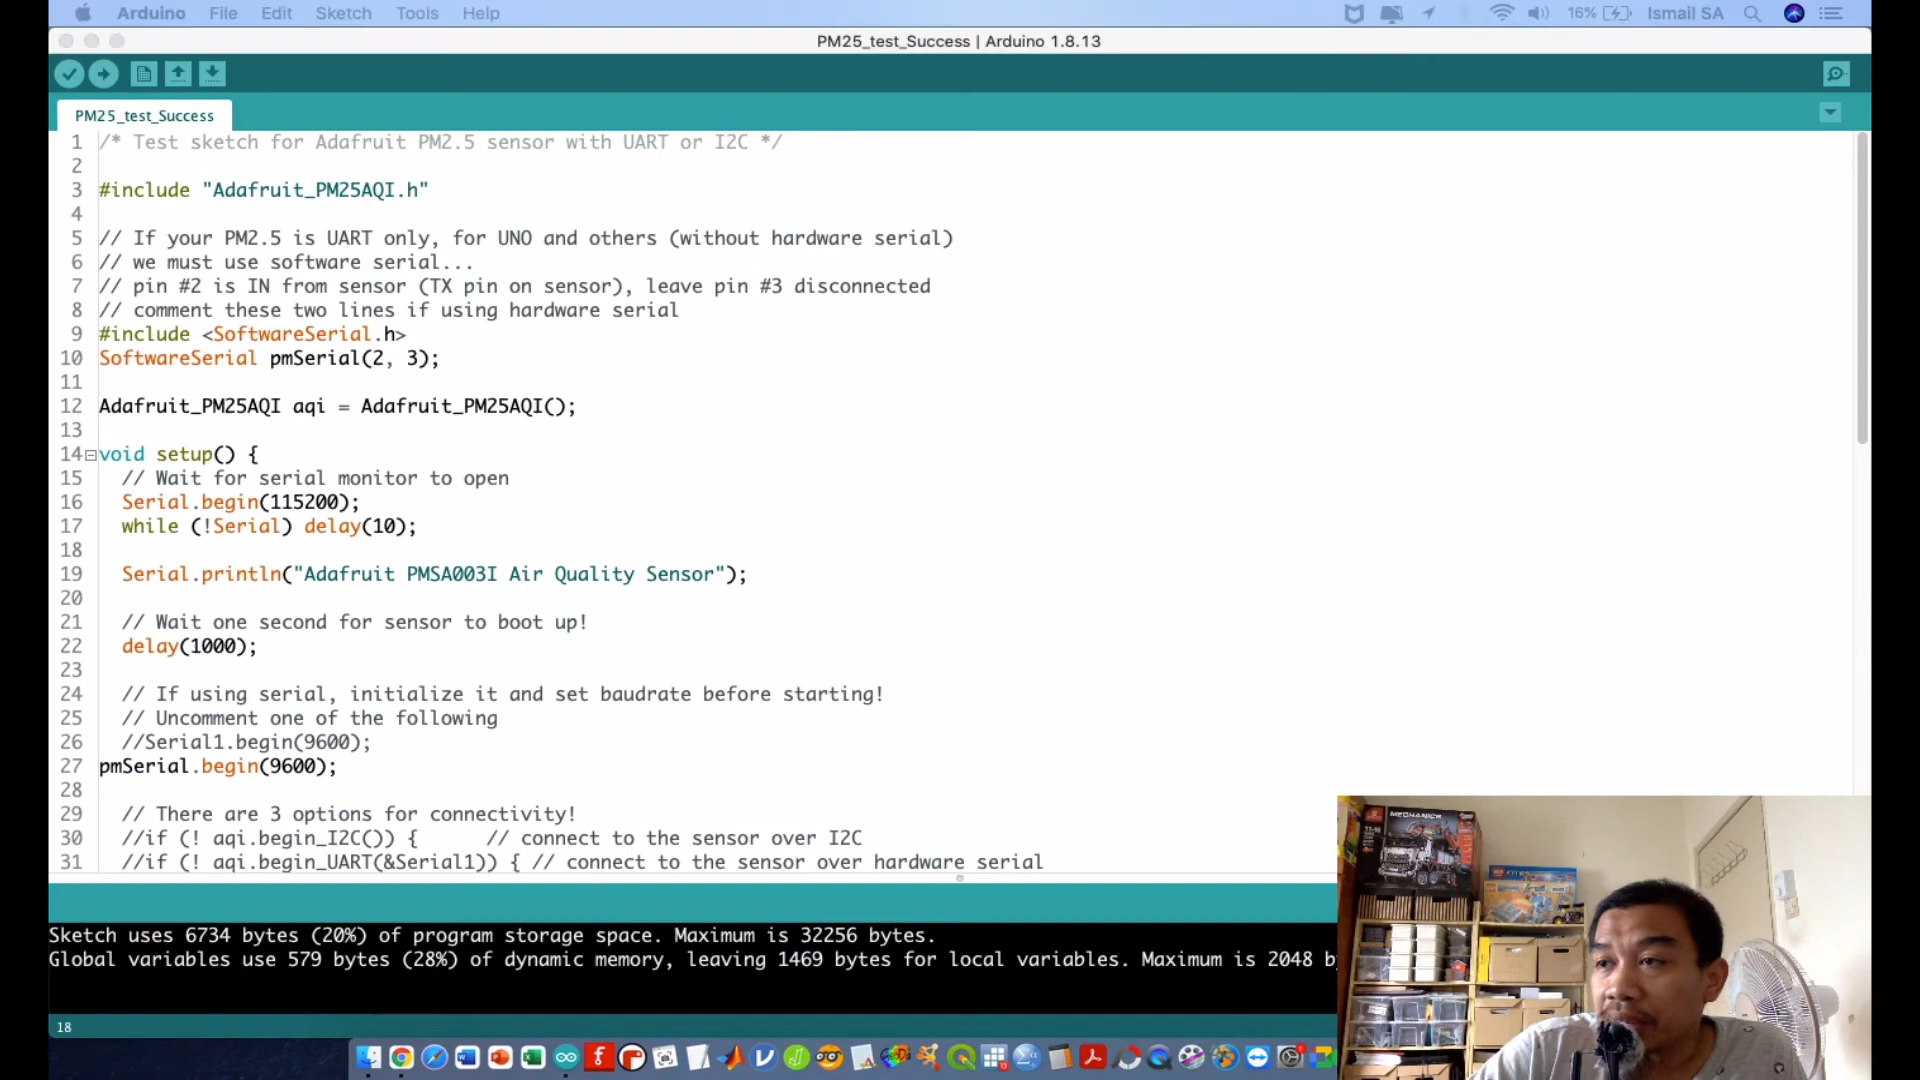 Arduino File Edit Sketch Tools Help 16% Ismail SA
PM25_test_Success | Arduino 1.8.13
PM25_test_Success
1 /* Test sketch for Adafruit PM2.5 sensor with UART or I2C */
2
3 #include "Adafruit_PM25AQI.h"
4
5 // If your PM2.5 is UART only, for UNO and others (without hardware serial)
6 // we must use software serial...
7 // pin #2 is IN from sensor (TX pin on sensor), leave pin #3 disconnected
8 // comment these two lines if using hardware serial
9 #include <SoftwareSerial.h>
10 SoftwareSerial pmSerial(2, 3);
11
12 Adafruit_PM25AQI aqi = Adafruit_PM25AQI();
13
14 void setup() {
15 // Wait for serial monitor to open
16 Serial.begin(115200);
17 while (!Serial) delay(10);
18
19 Serial.println("Adafruit PMSA003I Air Quality Sensor");
20
21 // Wait one second for sensor to boot up!
22 delay(1000);
23
24 // If using serial, initialize it and set baudrate before starting!
25 // Uncomment one of the following
26 //Serial1.begin(9600);
27 pmSerial.begin(9600);
28
29 // There are 3 options for connectivity!
30 //if (! aqi.begin_I2C()) { // connect to the sensor over I2C
31 //if (! aqi.begin_UART(&Serial1)) { // connect to the sensor over hardware serial
Sketch uses 6734 bytes (20%) of program storage space. Maximum is 32256 bytes.
Global variables use 579 bytes (28%) of dynamic memory, leaving 1469 bytes for local variables. Maximum is 2048 b
18
MECHANICS